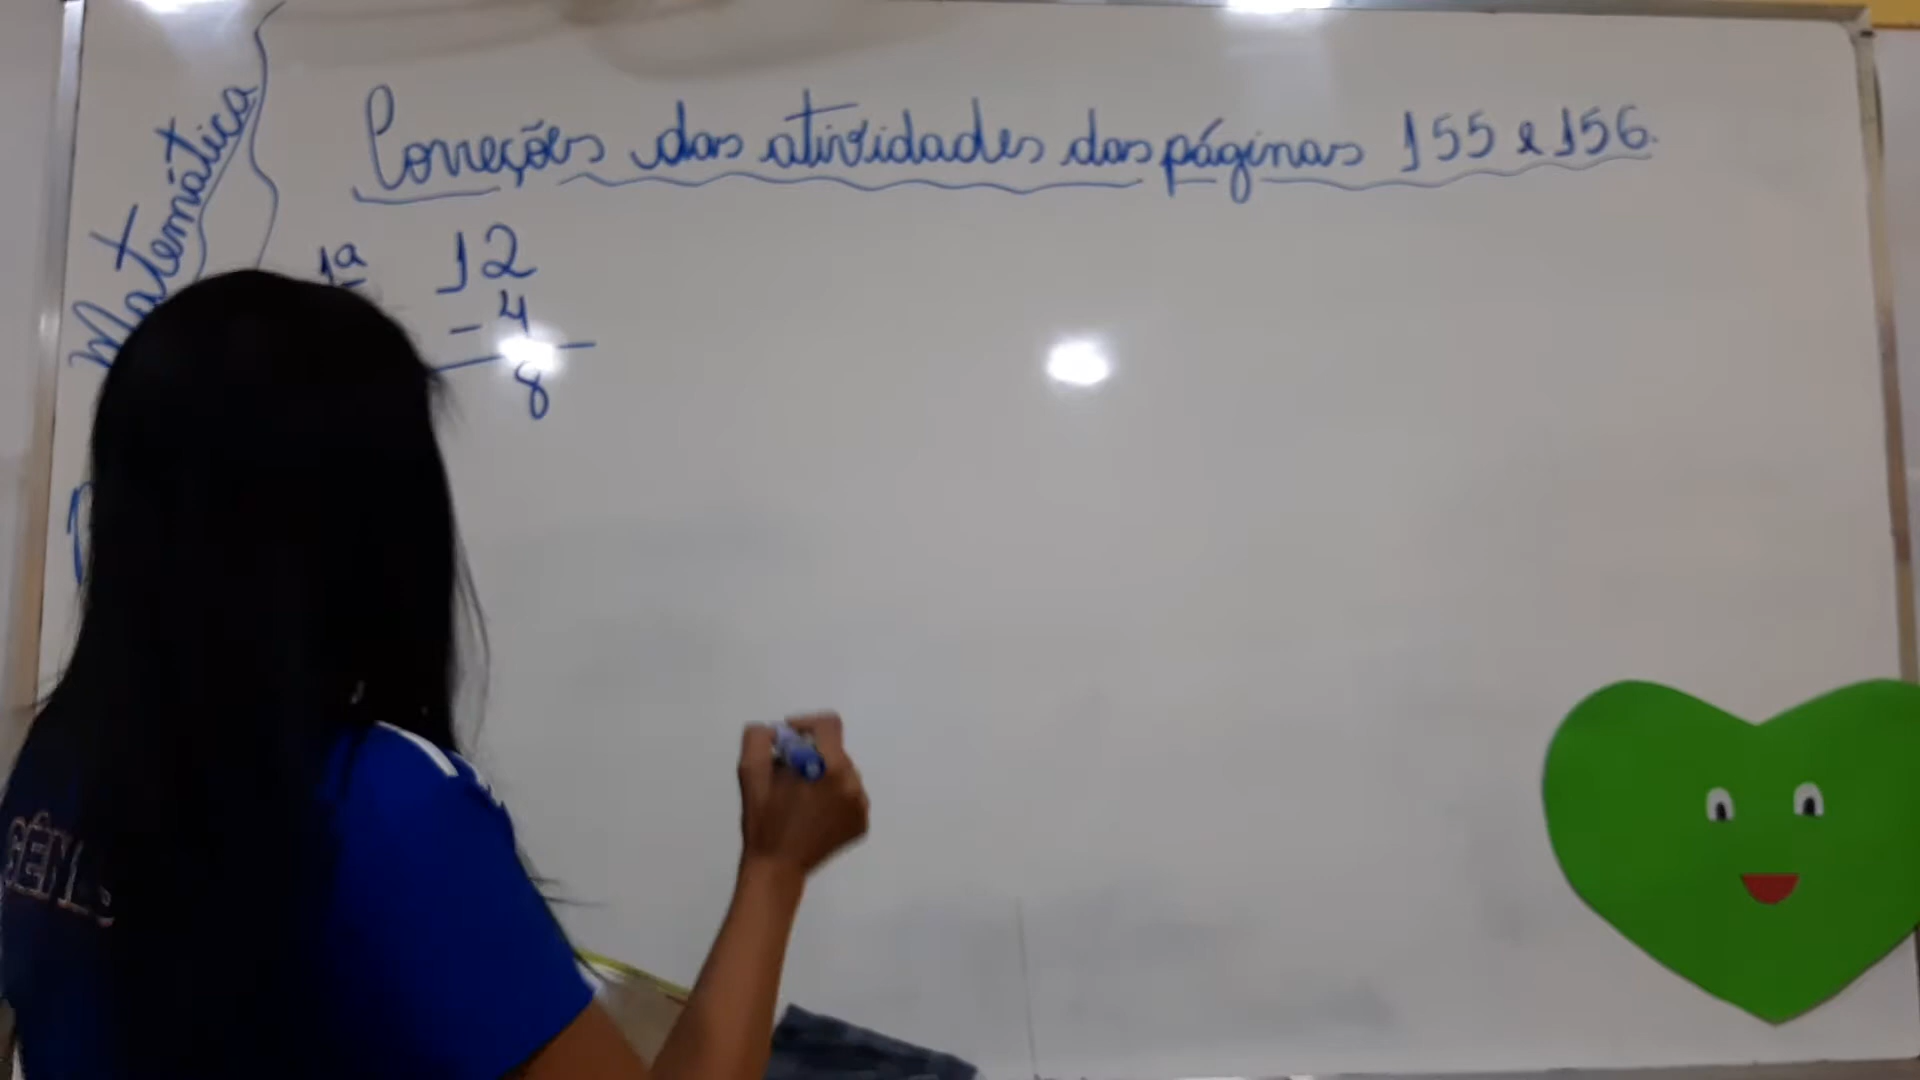 Matemática
Correções das atividades das páginas 155 e 156.
1ª
12
- 4
8